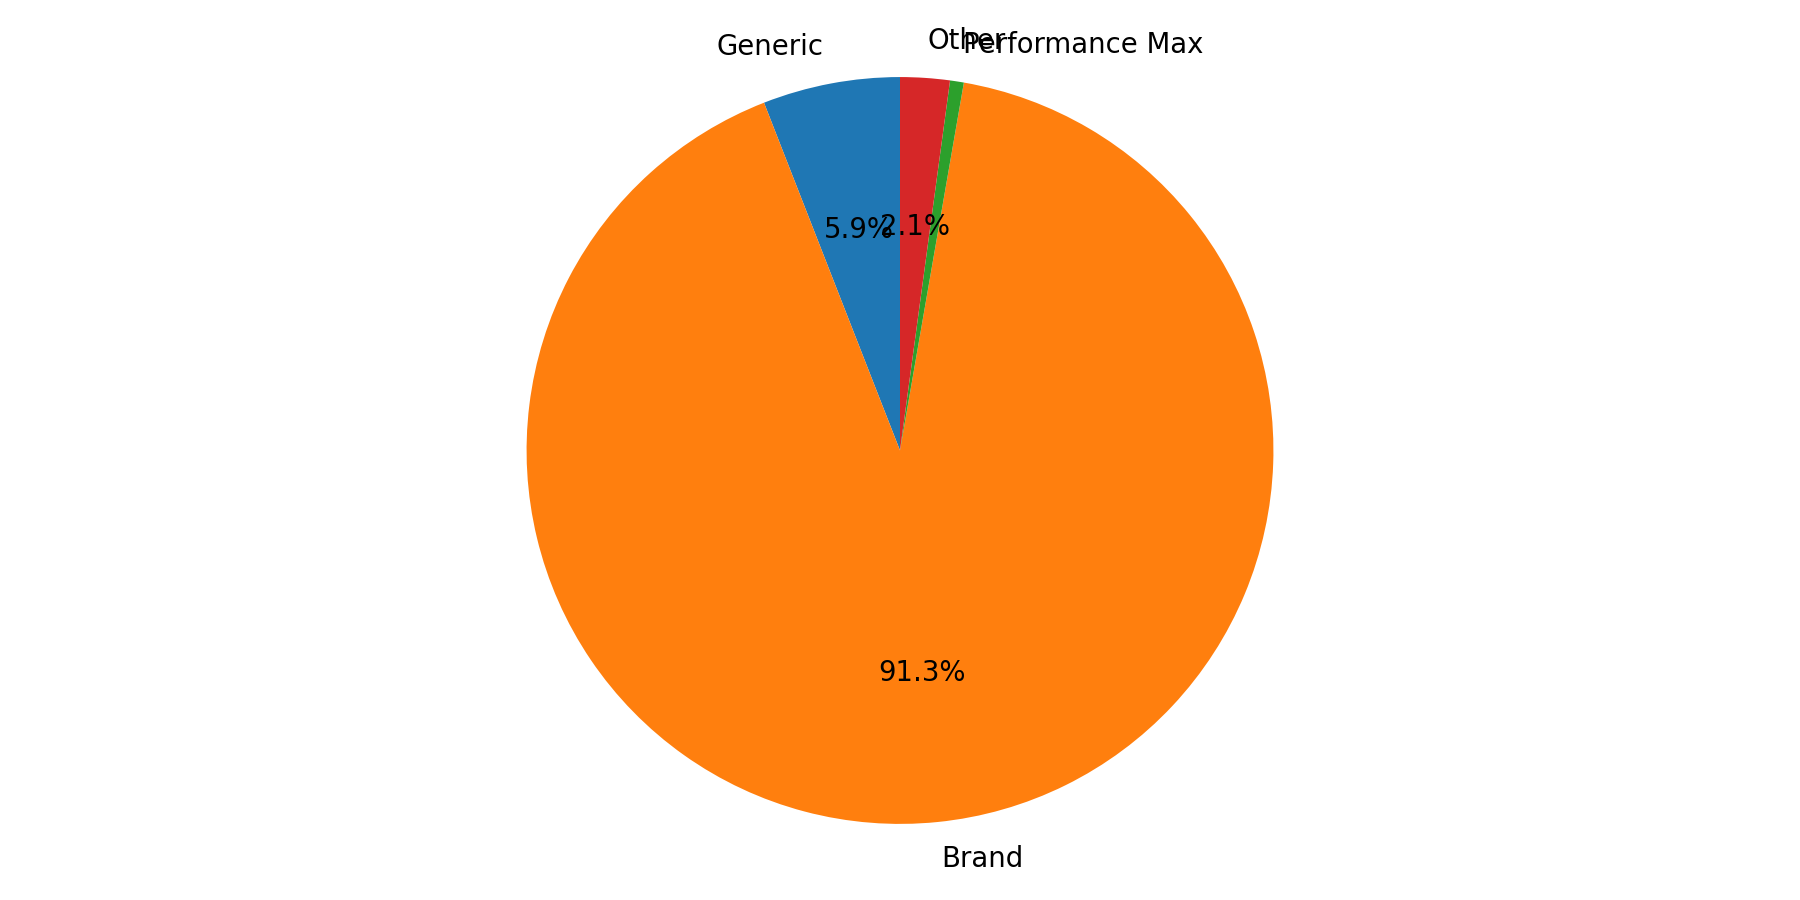 Generic
Other
Performance Max
5.9%
2.1%
91.3%
Brand